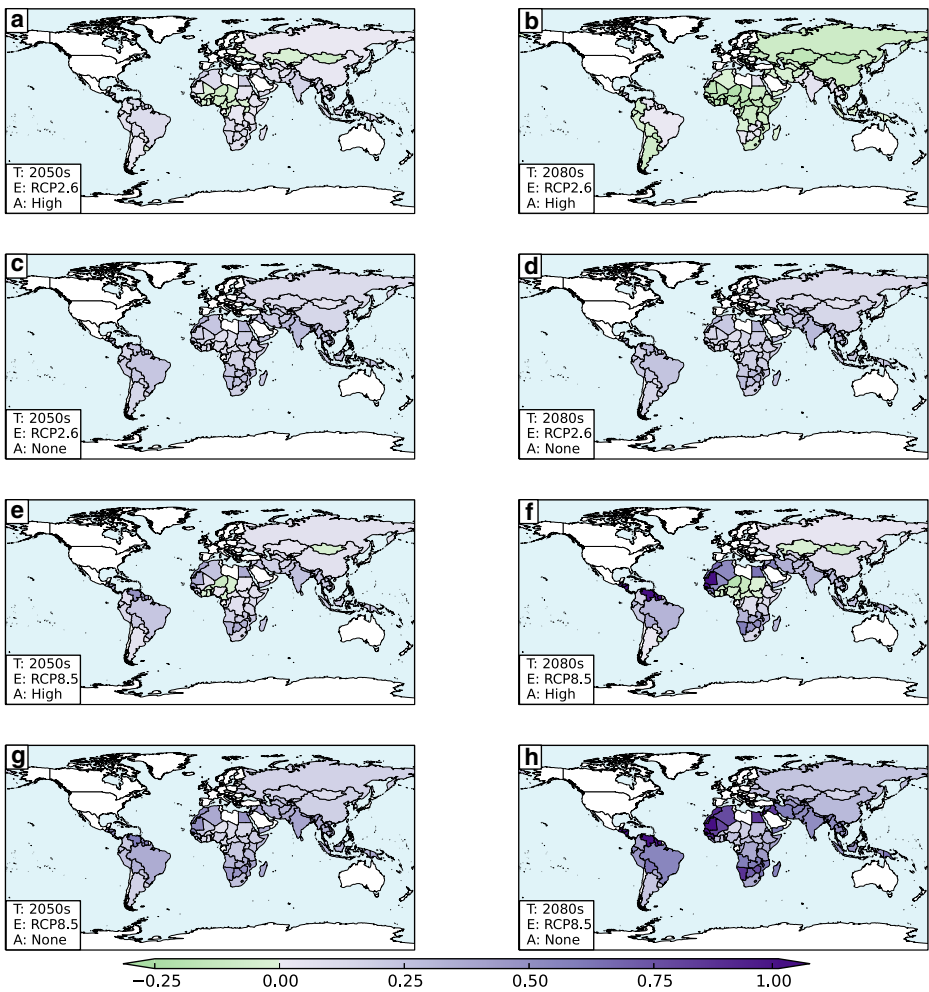 a
T: 2050s
E: RCP2.6
A: High
b
T: 2080s
E: RCP2.6
A: High
c
T: 2050s
E: RCP2.6
A: None
d
T: 2080s
E: RCP2.6
A: None
e
T: 2050s
E: RCP8.5
A: High
f
T: 2080s
E: RCP8.5
A: High
g
T: 2050s
E: RCP8.5
A: None
h
T: 2080s
E: RCP8.5
A: None
−0.25 0.00 0.25 0.50 0.75 1.00